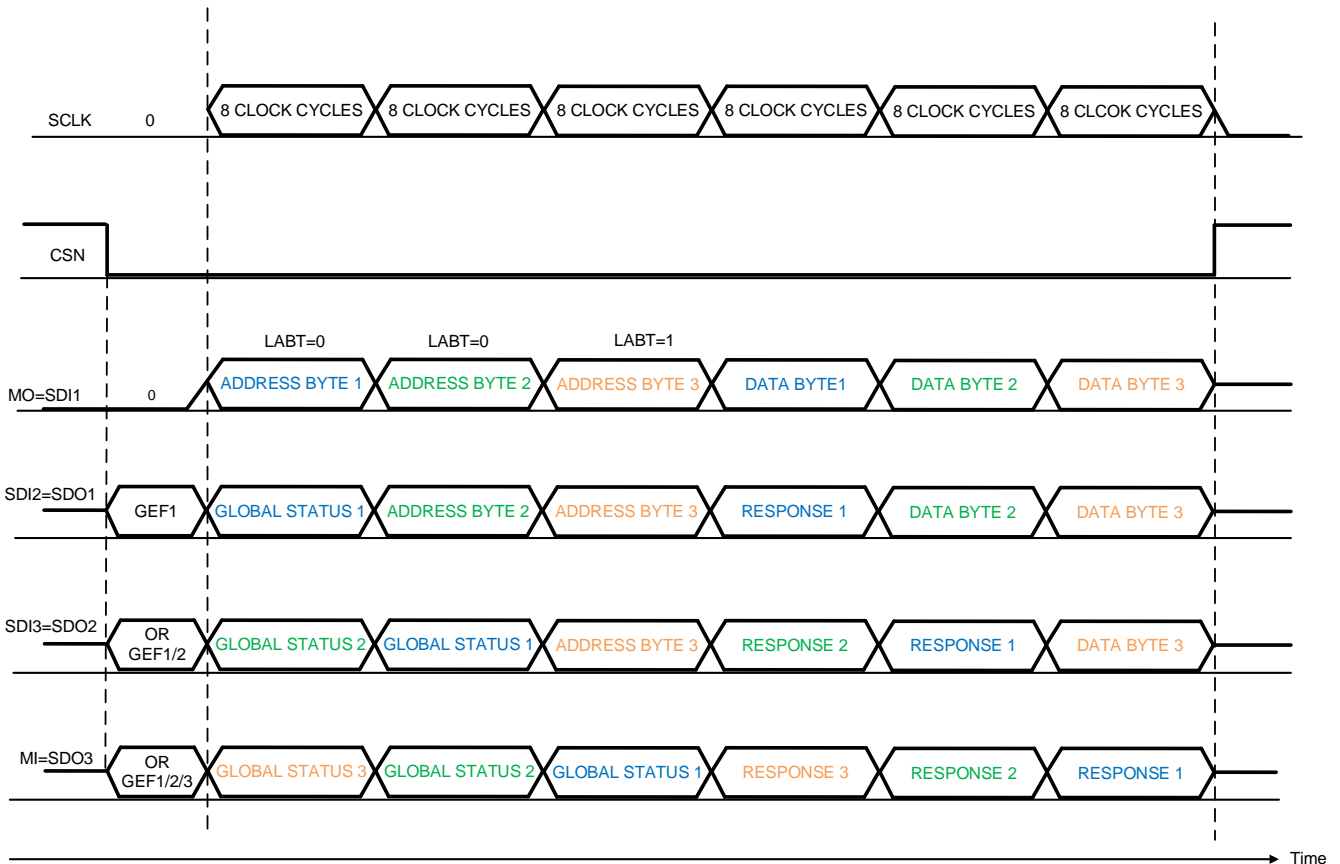 SCLK 0 8 CLOCK CYCLES 8 CLOCK CYCLES 8 CLOCK CYCLES 8 CLOCK CYCLES 8 CLOCK CYCLES 8 CLCOK CYCLES
CSN
LABT=0 LABT=0 LABT=1
MO=SDI1 0 ADDRESS BYTE 1 ADDRESS BYTE 2 ADDRESS BYTE 3 DATA BYTE1 DATA BYTE 2 DATA BYTE 3
SDI2=SDO1 GEF1 GLOBAL STATUS 1 ADDRESS BYTE 2 ADDRESS BYTE 3 RESPONSE 1 DATA BYTE 2 DATA BYTE 3
SDI3=SDO2 OR
GEF1/2 GLOBAL STATUS 2 GLOBAL STATUS 1 ADDRESS BYTE 3 RESPONSE 2 RESPONSE 1 DATA BYTE 3
MI=SDO3 OR
GEF1/2/3 GLOBAL STATUS 3 GLOBAL STATUS 2 GLOBAL STATUS 1 RESPONSE 3 RESPONSE 2 RESPONSE 1
Time